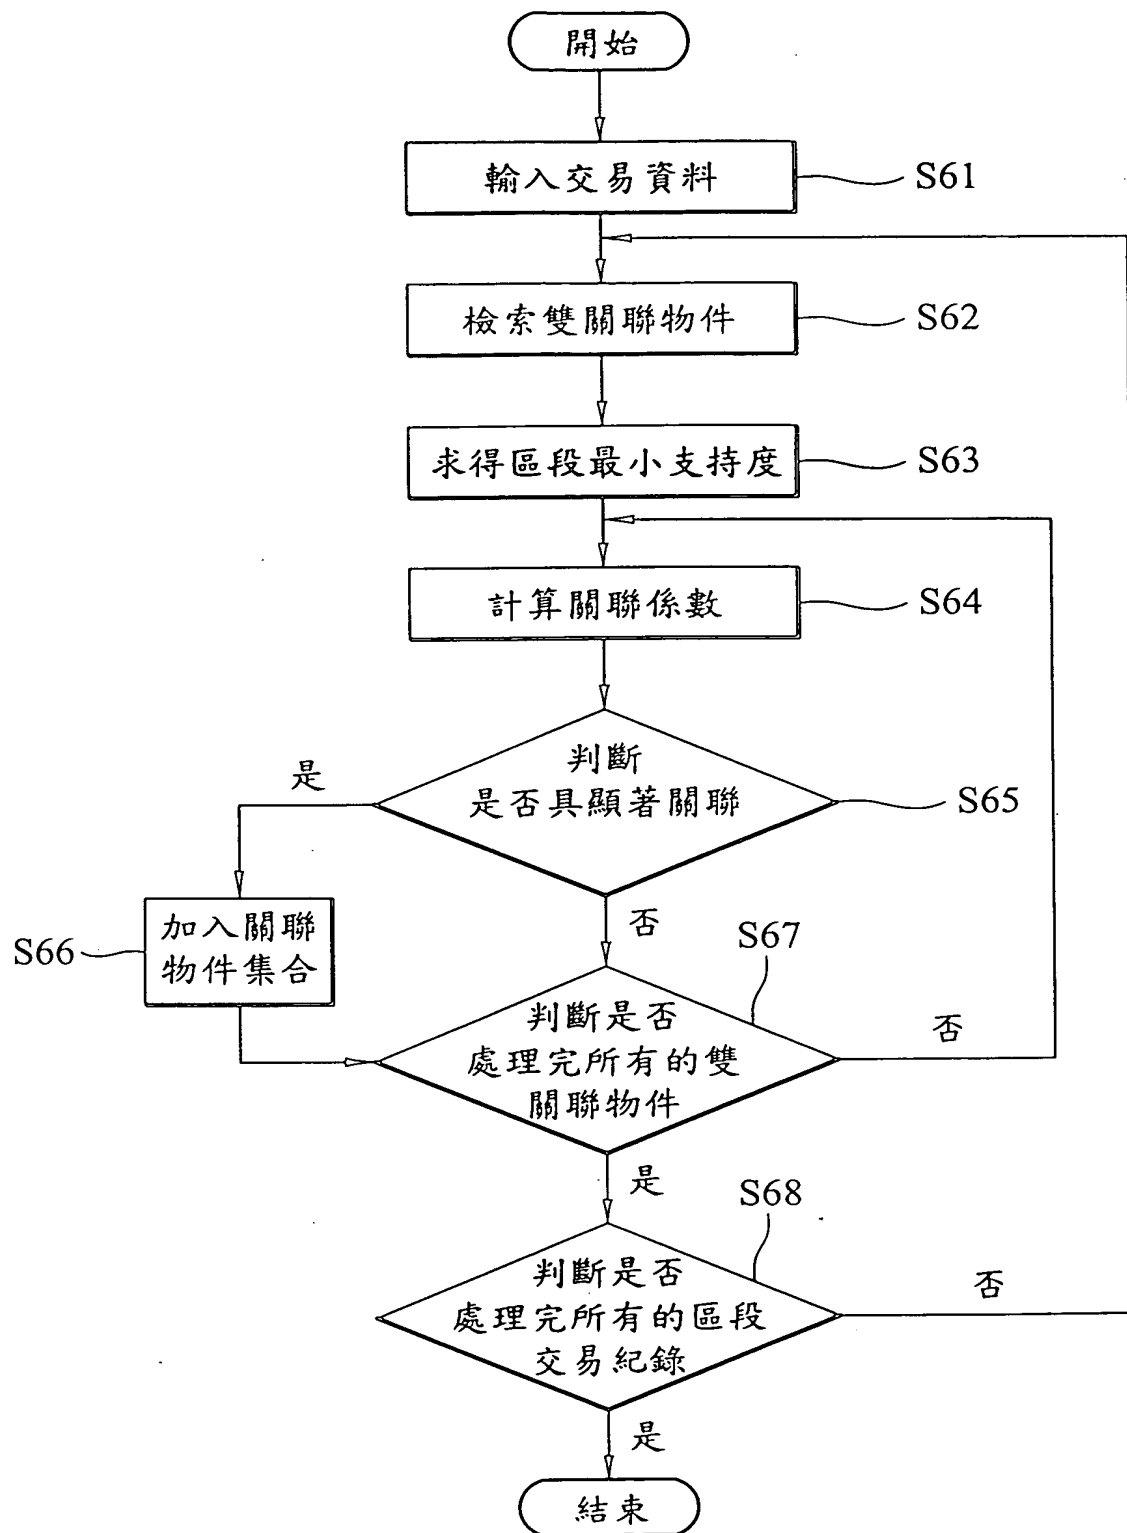 開始
輸入交易資料
S61
檢索雙關聯物件
S62
求得區段最小支持度
S63
計算關聯係數
S64
判斷
是否具顯著關聯
是
S65
否
加入關聯
物件集合
S66
S67
判斷是否
處理完所有的雙
關聯物件
否
是
S68
判斷是否
處理完所有的區段
交易紀錄
否
是
結束